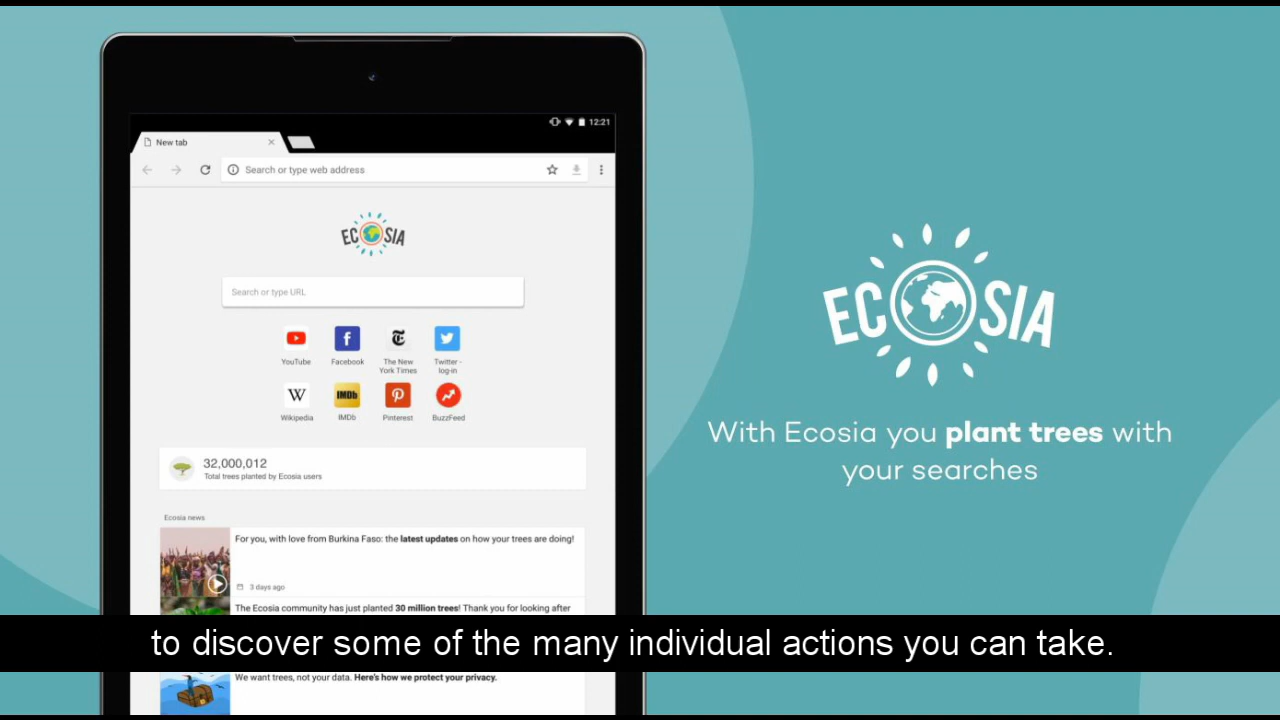 12:21
New tab
Search or type web address
ECOSIA
Search or type URL
YouTube
Facebook
The New
York Times
Twitter -
log-in
W
IMDb
Wikipedia
IMDb
Pinterest
BuzzFeed
32,000,012
Total trees planted by Ecosia users
Ecosia news
For you, with love from Burkina Faso: the latest updates on how your trees are doing!
3 days ago
The Ecosia community has just planted 30 million trees! Thank you for looking after
We want trees, not your data. Here's how we protect your privacy.
ECOSIA
With Ecosia you plant trees with
your searches
to discover some of the many individual actions you can take.